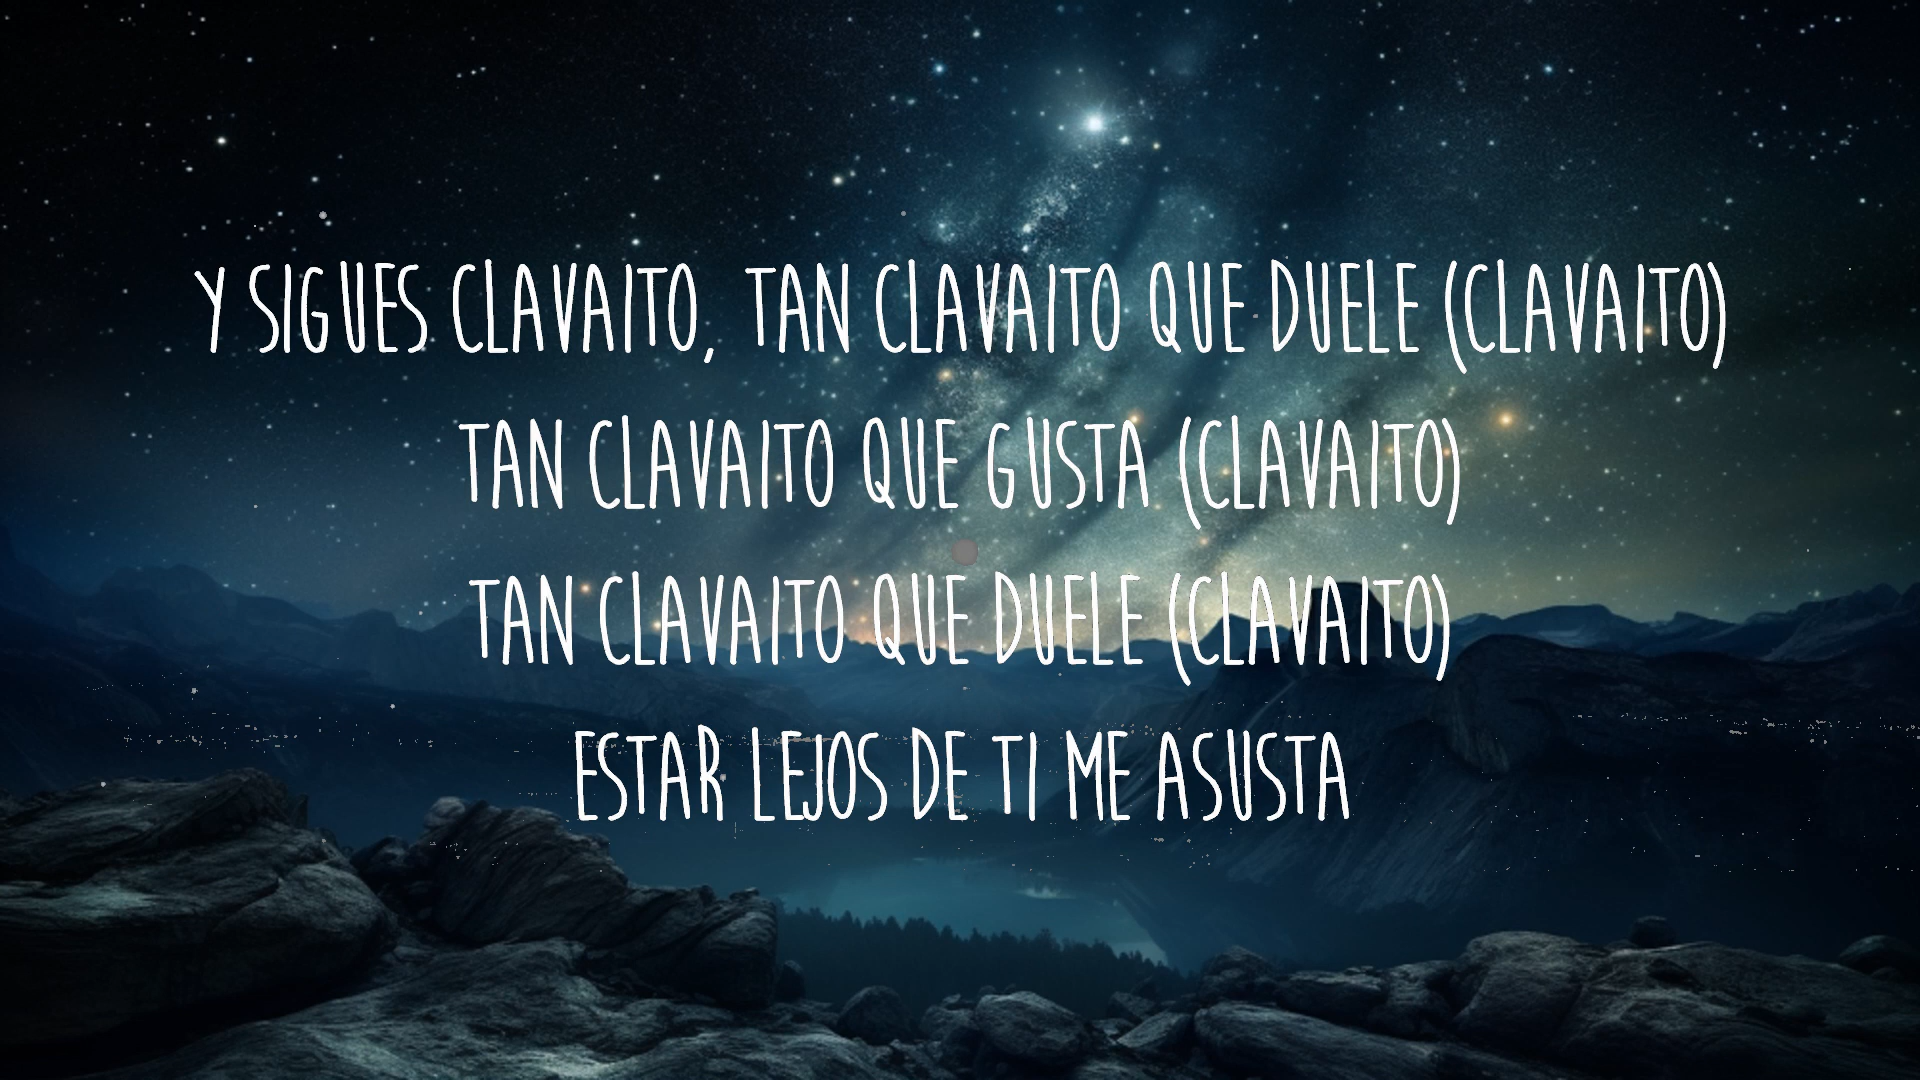 Y SIGUES CLAVAITO, TAN CLAVAITO QUE DUELE (CLAVAITO)
TAN CLAVAITO QUE GUSTA (CLAVAITO)
TAN CLAVAITO QUE DUELE (CLAVAITO)
ESTAR LEJOS DE TI ME ASUSTA